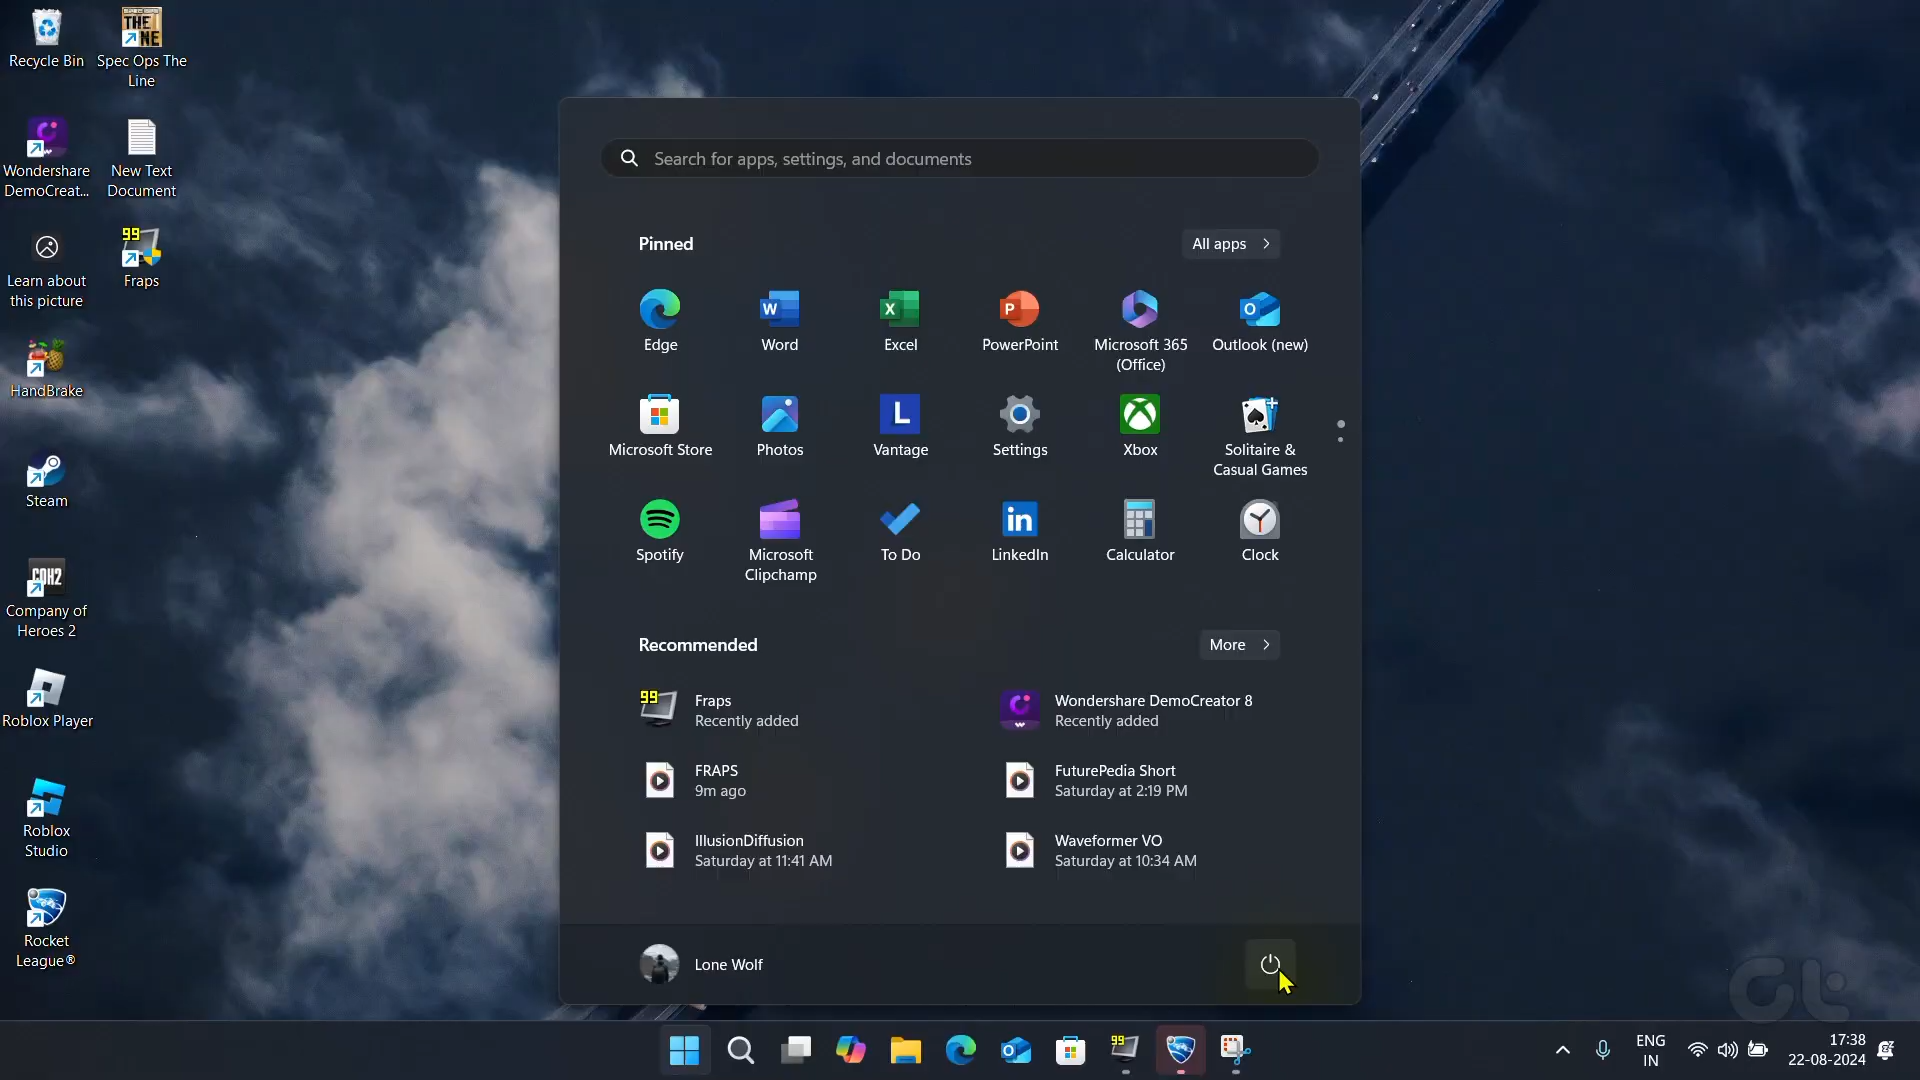 Recycle Bin
Spec Ops The
Line
THE
NE
Wondershare
DemoCreat...
New Text
Document
Learn about
this picture
99
Fraps
HandBrake
Steam
COH2
Company of
Heroes 2
Roblox Player
Roblox
Studio
Rocket
League®
Search for apps, settings, and documents
Pinned
All apps
Edge
Word
Excel
PowerPoint
Microsoft 365
(Office)
Outlook (new)
Microsoft Store
Photos
Vantage
Settings
Xbox
Solitaire &
Casual Games
Spotify
Microsoft
Clipchamp
To Do
LinkedIn
Calculator
Clock
Recommended
More
99
Fraps
Recently added
Wondershare DemoCreator 8
Recently added
FRAPS
9m ago
FuturePedia Short
Saturday at 2:19 PM
IllusionDiffusion
Saturday at 11:41 AM
Waveformer VO
Saturday at 10:34 AM
Lone Wolf
Gt
99
ENG
IN
17:38
22-08-2024